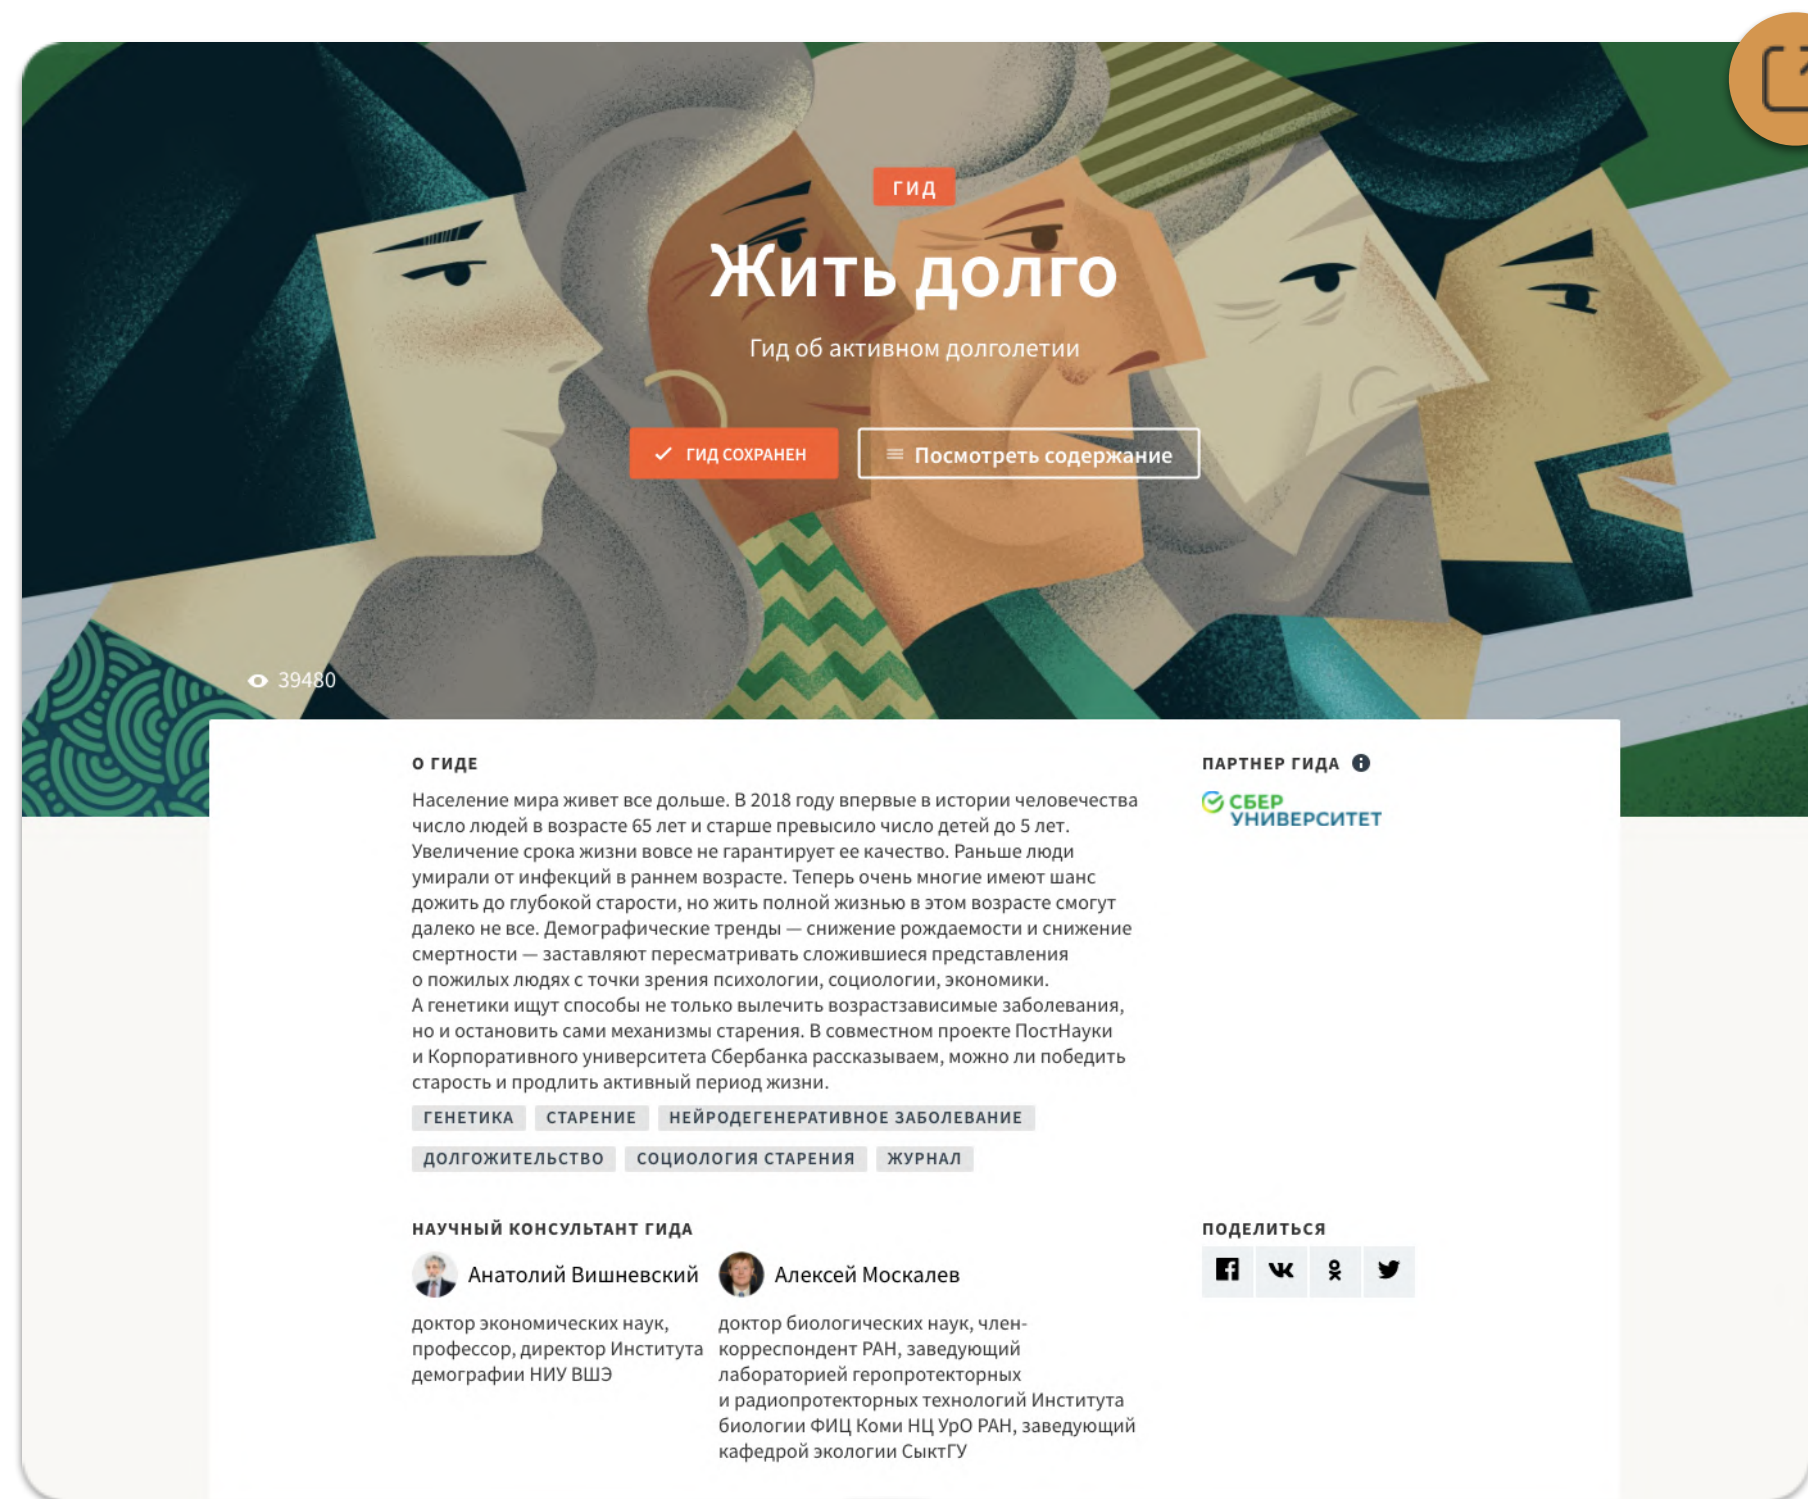 ГИД
Жить долго
Гид об активном долголетии
ГИД СОХРАНЕН
Посмотреть содержание
39480
О ГИДЕ
Население мира живет все дольше. В 2018 году впервые в истории человечества
число людей в возрасте 65 лет и старше превысило число детей до 5 лет.
Увеличение срока жизни вовсе не гарантирует ее качество. Раньше люди
умирали от инфекций в раннем возрасте. Теперь очень многие имеют шанс
дожить до глубокой старости, но жить полной жизнью в этом возрасте смогут
далеко не все. Демографические тренды — снижение рождаемости и снижение
смертности — заставляют пересматривать сложившиеся представления
о пожилых людях с точки зрения психологии, социологии, экономики.
А генетики ищут способы не только вылечить возрастзависимые заболевания,
но и остановить сами механизмы старения. В совместном проекте ПостНауки
и Корпоративного университета Сбербанка рассказываем, можно ли победить
старость и продлить активный период жизни.
ГЕНЕТИКА СТАРЕНИЕ НЕЙРОДЕГЕНЕРАТИВНОЕ ЗАБОЛЕВАНИЕ
ДОЛГОЖИТЕЛЬСТВО СОЦИОЛОГИЯ СТАРЕНИЯ ЖУРНАЛ
ПАРТНЕР ГИДА
СБЕР
УНИВЕРСИТЕТ
НАУЧНЫЙ КОНСУЛЬТАНТ ГИДА
Анатолий Вишневский
доктор экономических наук,
профессор, директор Института
демографии НИУ ВШЭ
Алексей Москалев
доктор биологических наук, член-
корреспондент РАН, заведующий
лабораторией геропротекторных
и радиопротекторных технологий Института
биологии ФИЦ Коми НЦ УрО РАН, заведующий
кафедрой экологии СыктГУ
ПОДЕЛИТЬСЯ